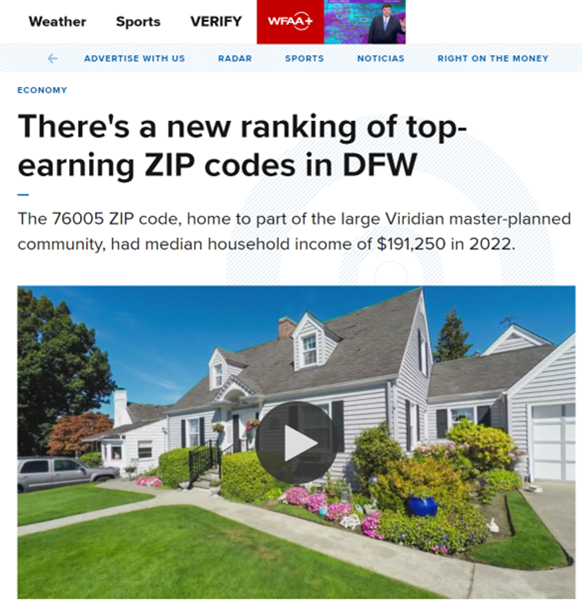 Weather Sports VERIFY WFAA+
ADVERTISE WITH US RADAR SPORTS NOTICIAS RIGHT ON THE MONEY
ECONOMY
There's a new ranking of top-
earning ZIP codes in DFW
The 76005 ZIP code, home to part of the large Viridian master-planned
community, had median household income of $191,250 in 2022.